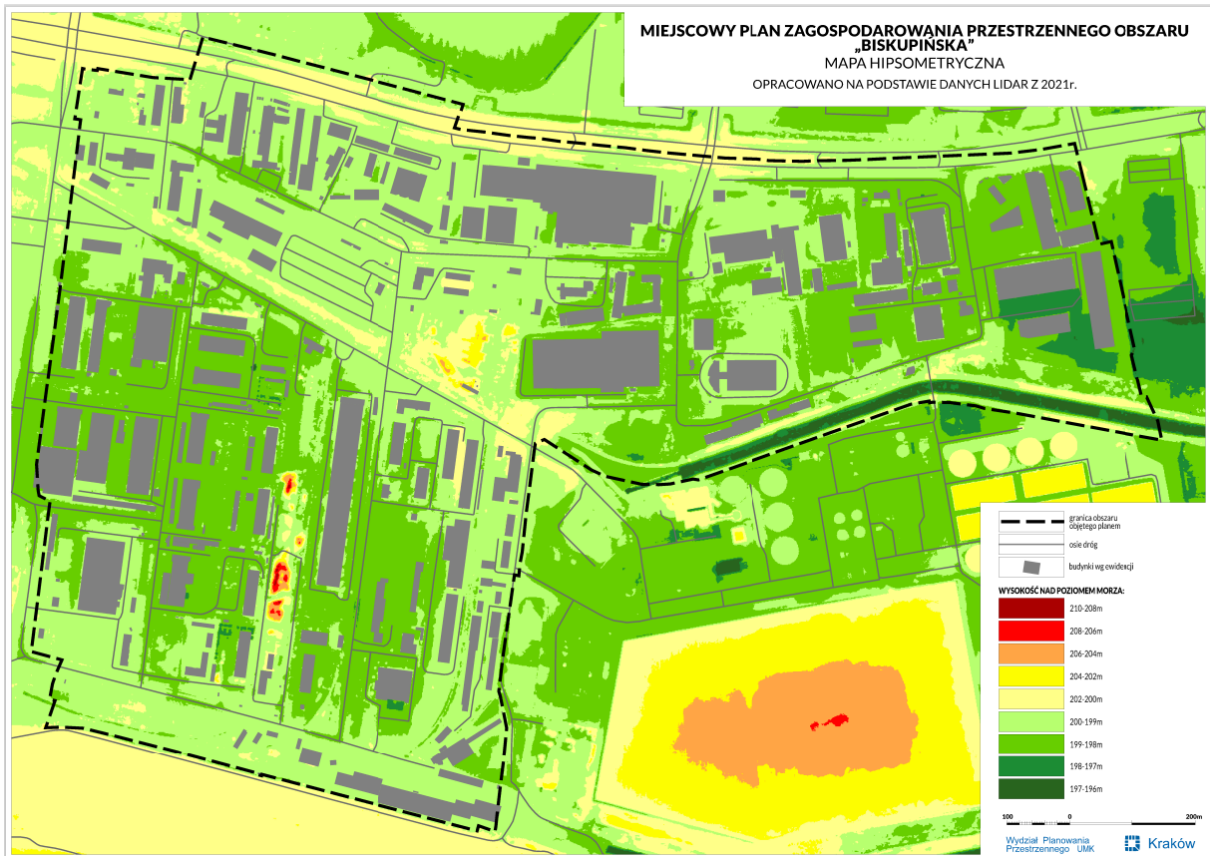 MIEJSCOWY PLAN ZAGOSPODAROWANIA PRZESTRZENNEGO OBSZARU
„BISKUPIŃSKA”
MAPA HIPSOMETRYCZNA
OPRACOWANO NA PODSTAWIE DANYCH LIDAR Z 2021r.
granica obszaru
objętego planem
osie dróg
budynki wg ewidencji
WYSOKOŚĆ NAD POZIOMEM MORZA:
210-208m
208-206m
206-204m
204-202m
202-200m
200-199m
199-198m
198-197m
197-196m
100 0 200m
Wydział Planowania
Przestrzennego UMK
Kraków